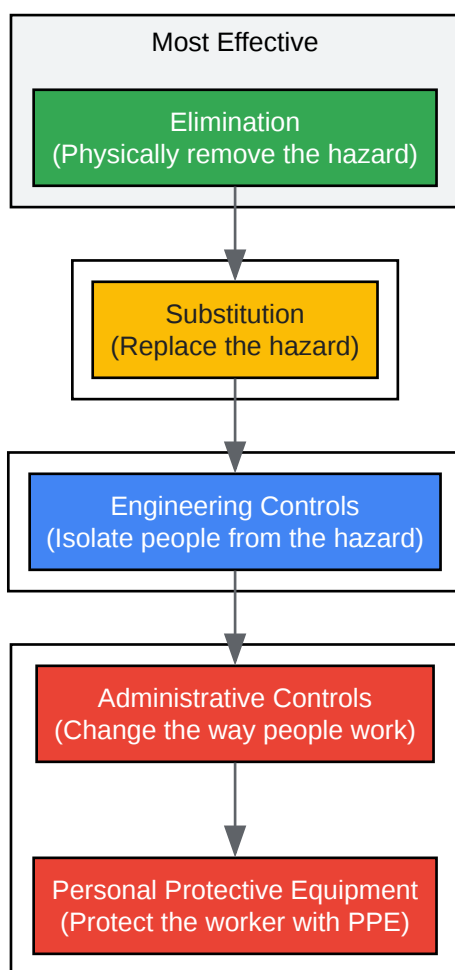 Most Effective
Elimination
(Physically remove the hazard)
Substitution
(Replace the hazard)
Engineering Controls
(Isolate people from the hazard)
Administrative Controls
(Change the way people work)
Personal Protective Equipment
(Protect the worker with PPE)